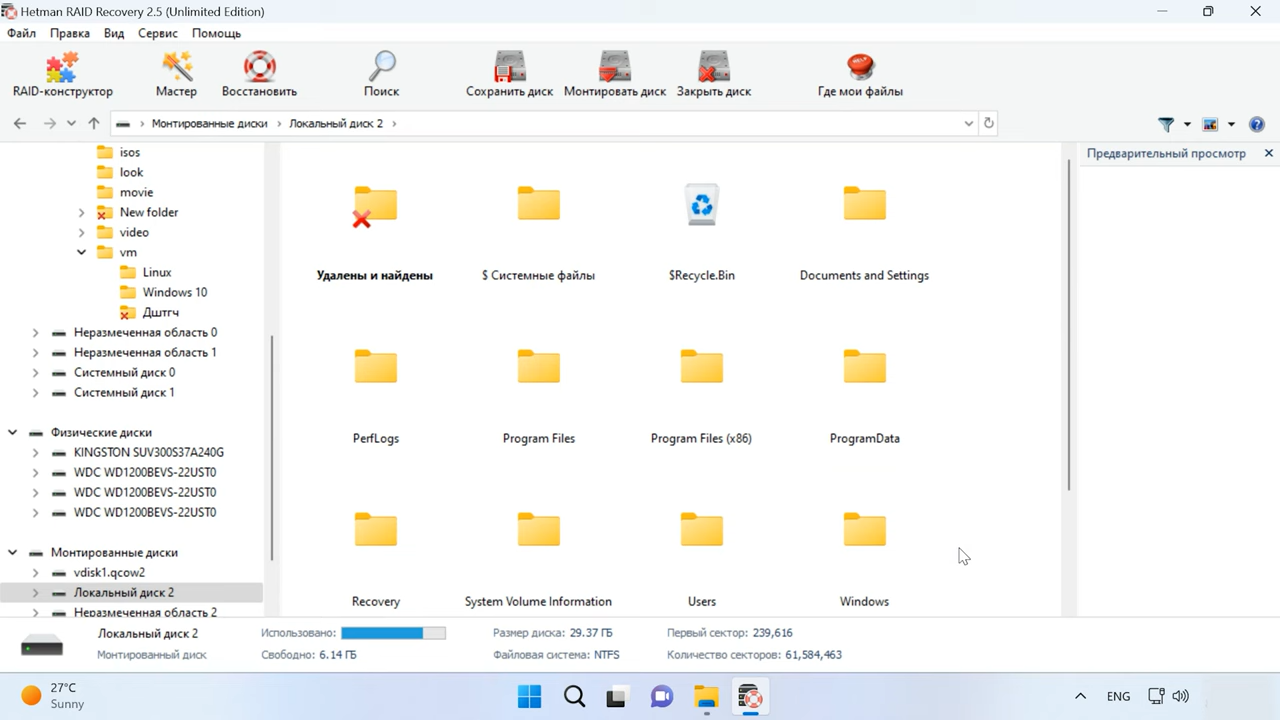 Hetman RAID Recovery 2.5 (Unlimited Edition)
Файл Правка Вид Сервис Помощь
RAID-конструктор Мастер Восстановить Поиск Сохранить диск Монтировать диск Закрыть диск Где мои файлы
Монтированные диски Локальный диск 2
Предварительный просмотр
isos
look
movie
New folder
video
vm
Linux
Windows 10
Дштгч
Неразмеченная область 0
Неразмеченная область 1
Системный диск 0
Системный диск 1
Физические диски
KINGSTON SUV300S37A240G
WDC WD1200BEVS-22UST0
WDC WD1200BEVS-22UST0
WDC WD1200BEVS-22UST0
Монтированные диски
vdisk1.qcow2
Локальный диск 2
Неразмеченная область 2
Удалены и найдены $ Системные файлы $Recycle.Bin Documents and Settings
PerfLogs Program Files Program Files (x86) ProgramData
Recovery System Volume Information Users Windows
Локальный диск 2 Использовано: Размер диска: 29.37 ГБ Первый сектор: 239,616
Монтированный диск Свободно: 6.14 ГБ Файловая система: NTFS Количество секторов: 61,584,463
27°C
Sunny
ENG